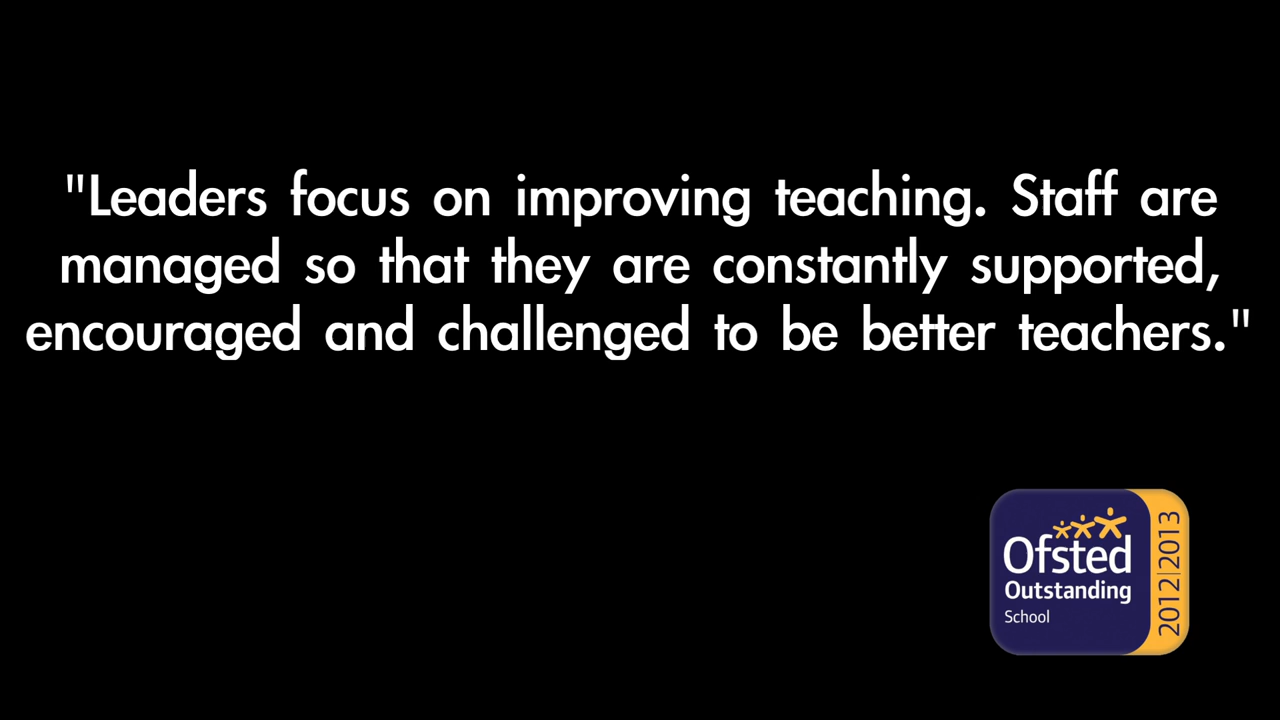 "Leaders focus on improving teaching. Staff are
managed so that they are constantly supported,
encouraged and challenged to be better teachers."
Ofsted
Outstanding
School
2012|2013